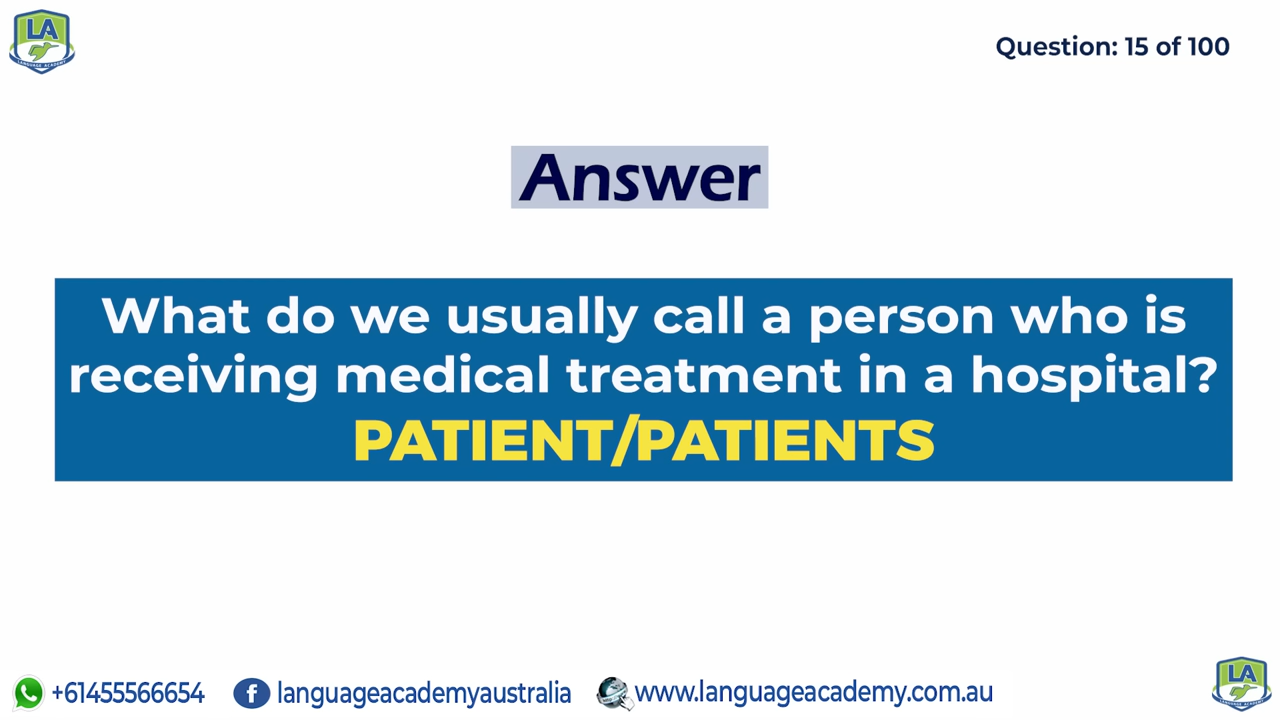 LA
LANGUAGE ACADEMY
Question: 15 of 100
Answer
What do we usually call a person who is
receiving medical treatment in a hospital?
PATIENT/PATIENTS
+61455566654
languageacademyaustralia
www.languageacademy.com.au
LA
LANGUAGE ACADEMY